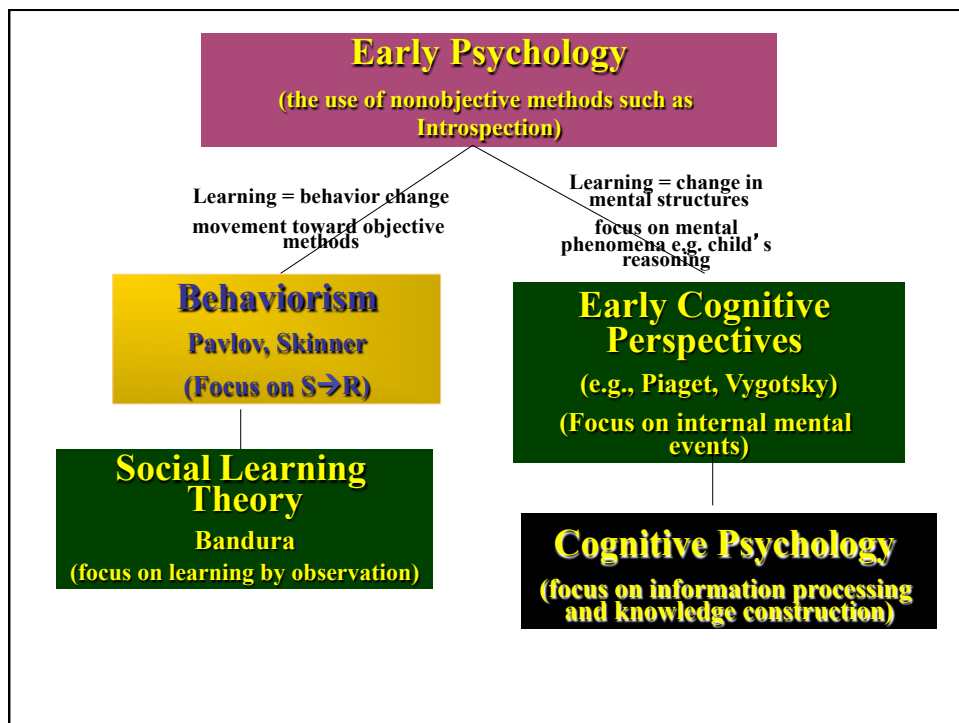 Early Psychology
(the use of nonobjective methods such as
Introspection)
Learning = behavior change
movement toward objective
methods
Learning = change in
mental structures
focus on mental
phenomena e.g. child’s
reasoning
Behaviorism
Pavlov, Skinner
(Focus on S→R)
Early Cognitive
Perspectives
(e.g., Piaget, Vygotsky)
(Focus on internal mental
events)
Social Learning
Theory
Bandura
(focus on learning by observation)
Cognitive Psychology
(focus on information processing
and knowledge construction)